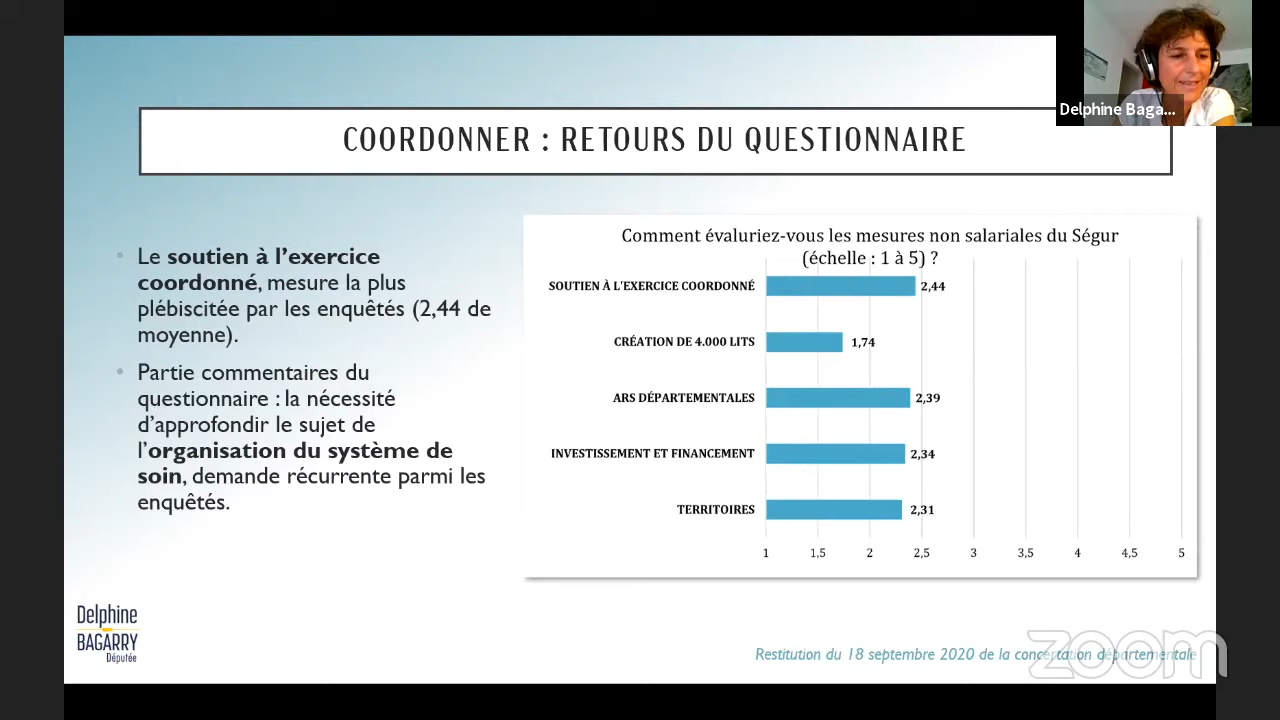 Delphine Baga...
COORDONNER : RETOURS DU QUESTIONNAIRE
• Le soutien à l'exercice
coordonné, mesure la plus
plébiscitée par les enquêtés (2,44 de
moyenne).
• Partie commentaires du
questionnaire : la nécessité
d'approfondir le sujet de
l'organisation du système de
soin, demande récurrente parmi les
enquêtés.
Comment évaluriez-vous les mesures non salariales du Ségur
(échelle : 1 à 5) ?
SOUTIEN À L'EXERCICE COORDONNÉ 2,44
CRÉATION DE 4.000 LITS 1,74
ARS DÉPARTEMENTALES 2,39
INVESTISSEMENT ET FINANCEMENT 2,34
TERRITOIRES 2,31
1 1,5 2 2,5 3 3,5 4 4,5 5
Delphine
BAGARRY
Députée
Restitution du 18 septembre 2020 de la concertation départementale
zoom